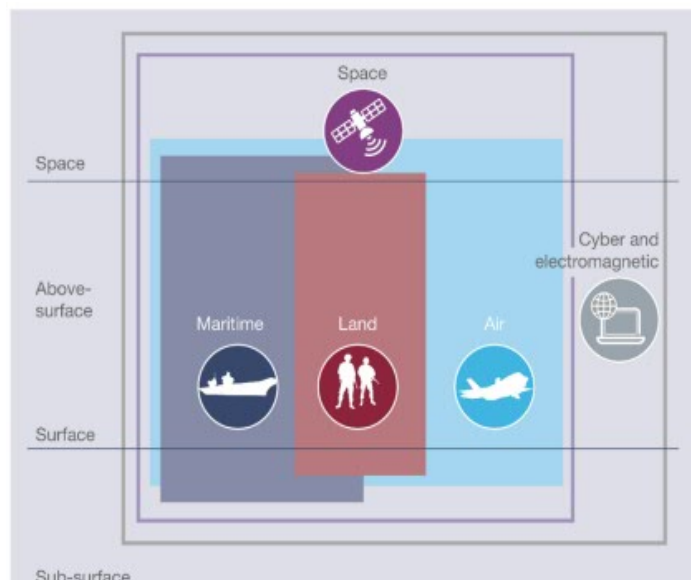 Space
Space
Cyber and
electromagnetic
Above-
surface
Maritime
Land
Air
Surface
Sub-surface